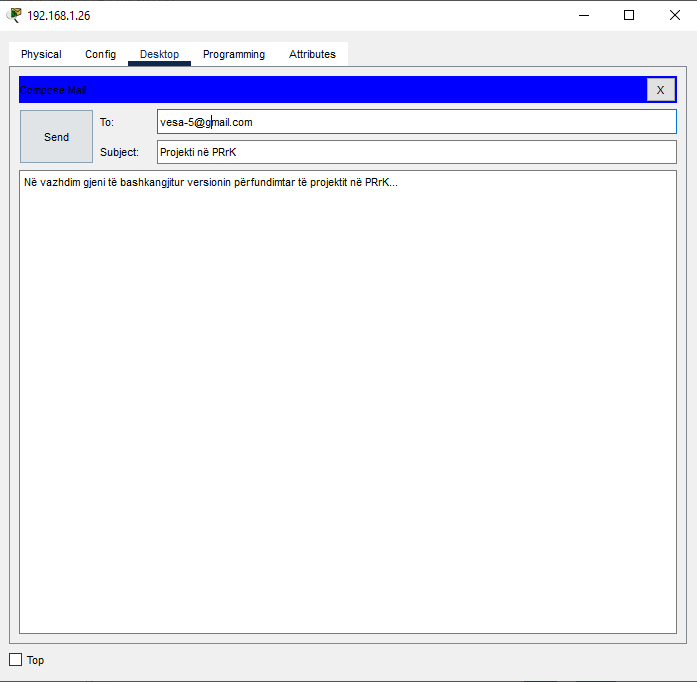 192.168.1.26
Physical Config Desktop Programming Attributes
Compose Mail
X
Send
To: vesa-5@gmail.com
Subject: Projekti në PRrK
Në vazhdim gjeni të bashkangjitur versionin përfundimtar të projektit në PRrK...
Top